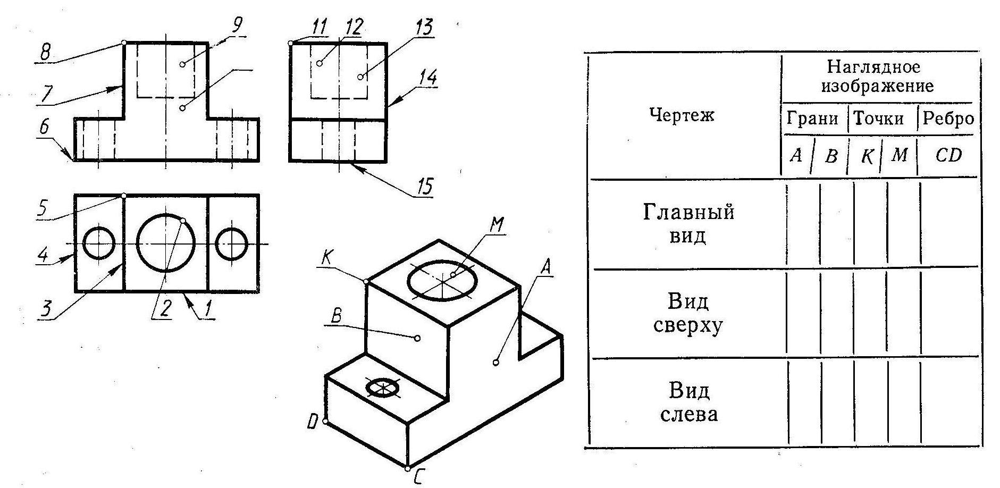 8
9
7
6
11
12
13
14
15
5
4
3
2
1
K
M
A
B
D
C
Чертеж
Наглядное
изображение
Грани
Точки
Ребро
A
B
K
M
CD
Главный
вид
Вид
сверху
Вид
слева